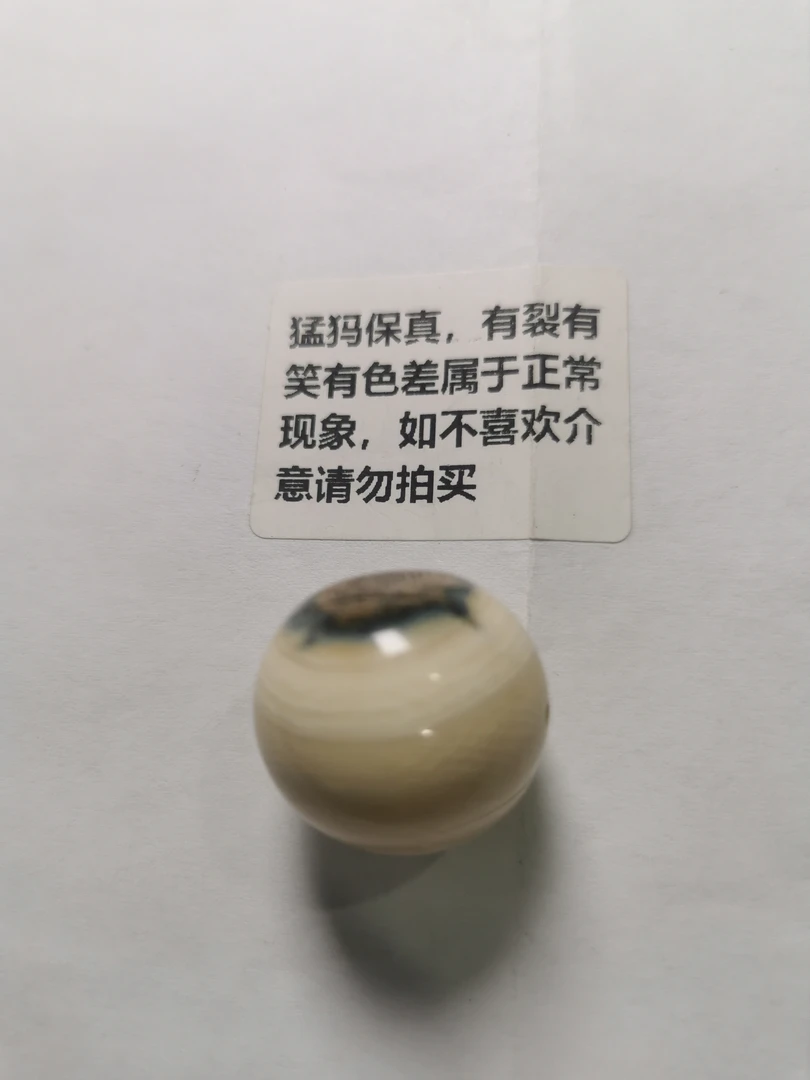 猛犸保真，有裂有
笑有色差属于正常
现象，如不喜欢介
意请勿拍买